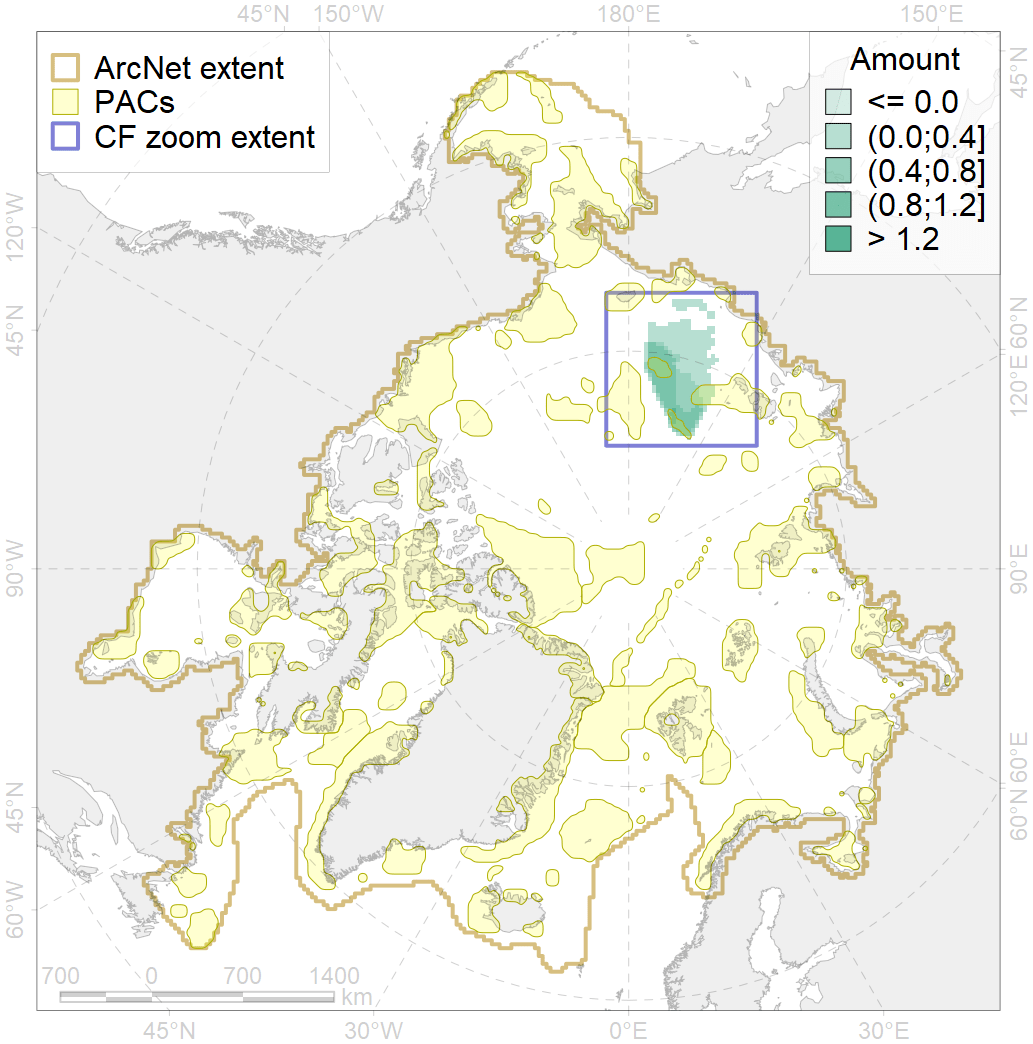 45°N 150°W 180°E 150°E
ArcNet extent
PACs
CF zoom extent
Amount
<= 0.0
(0.0;0.4]
(0.4;0.8]
(0.8;1.2]
> 1.2
45°N
120°W
45°N
90°W
45°N
60°W
60°N
120°E
90°E
60°E
60°N
700 0 700 1400
km
45°N 30°W 0°E 30°E